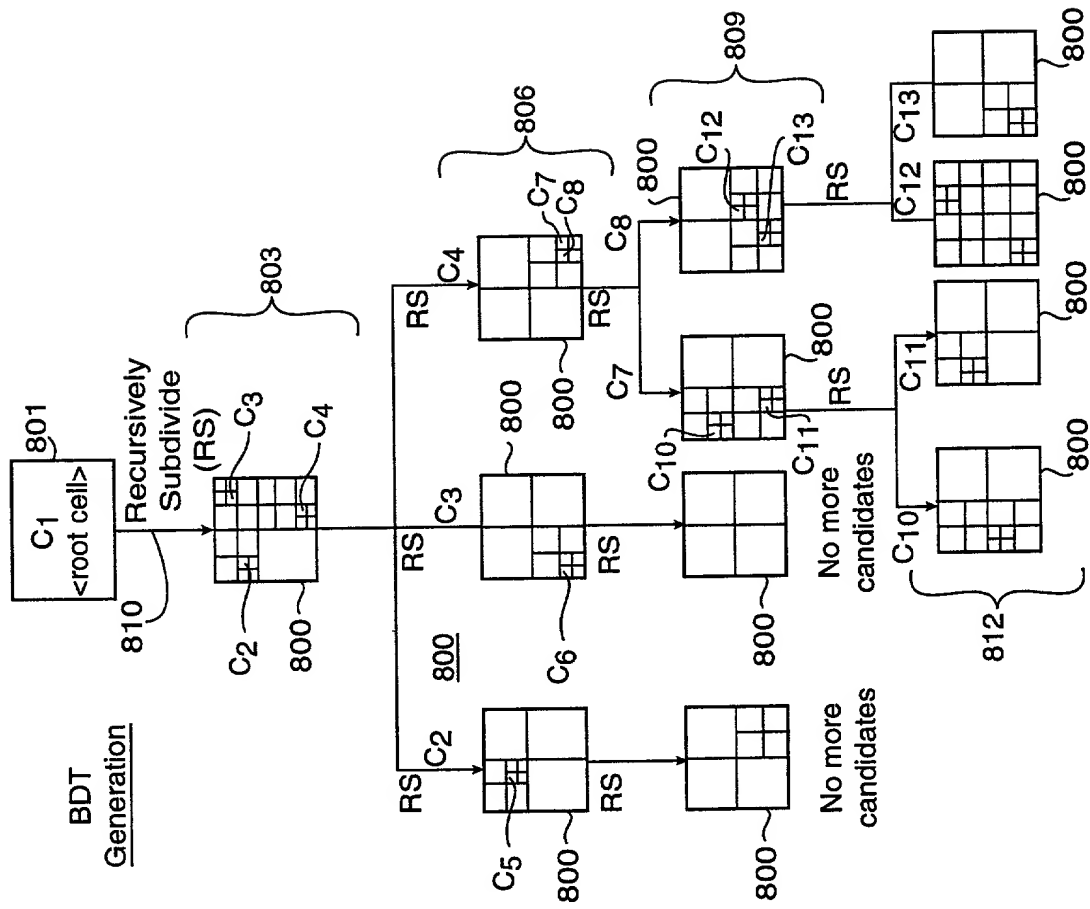 BDT
Generation
C1
<root cell>
801
810
Recursively
Subdivide
(RS)
803
C2
C3
C4
800
RS
C2
RS
C3
RS
C4
806
800
C5
800
RS
C6
800
RS
800
C7
C8
RS
C7
C8
809
800
No more
candidates
800
No more
candidates
C10
C11
800
RS
800
C12
C13
RS
C10
C11
C12
C13
812
800
800
800
800